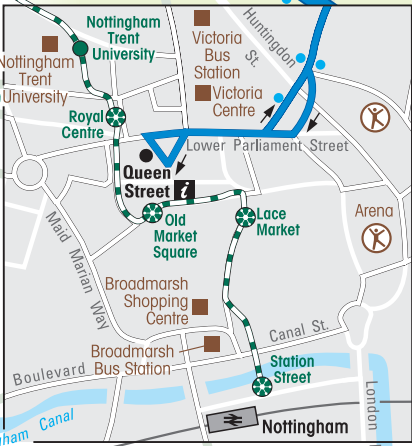 Nottingham
Trent
University
Nottingham
Trent
University
Victoria
Bus
Station
Huntingdon
St.
Victoria
Centre
Royal
Centre
Lower Parliament Street
Queen
Street
i
Old
Market
Square
Lace
Market
Arena
Maid Marian Way
Broadmarsh
Shopping
Centre
Canal St.
Broadmarsh
Bus Station
Boulevard
Station
Street
London
ham Canal
Nottingham